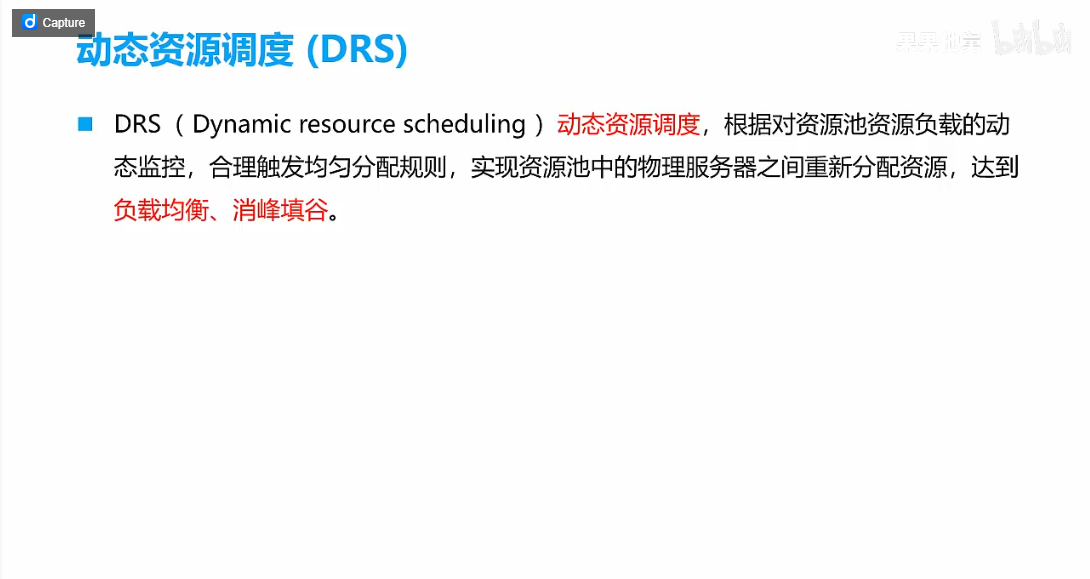 Capture
动态资源调度 (DRS)
DRS （ Dynamic resource scheduling ）动态资源调度，根据对资源池资源负载的动
态监控，合理触发均匀分配规则，实现资源池中的物理服务器之间重新分配资源，达到
负载均衡、消峰填谷。
bilibili